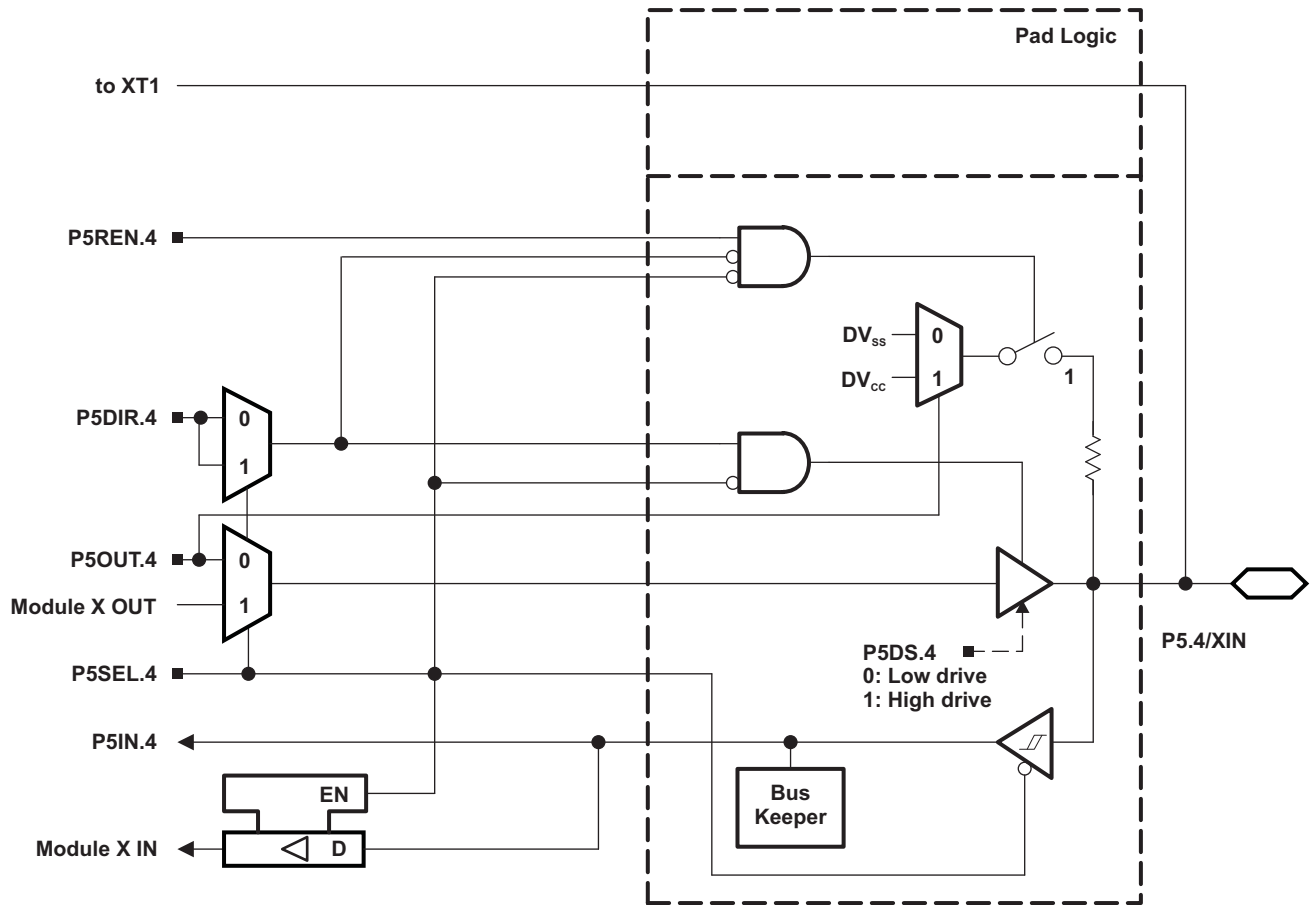 Pad Logic
to XT1
P5REN.4
DVSS
0
DVCC
1
1
P5DIR.4
0
1
P5OUT.4
0
Module X OUT
1
P5.4/XIN
P5SEL.4
P5DS.4
0: Low drive
1: High drive
P5IN.4
EN
Bus
Keeper
Module X IN
D